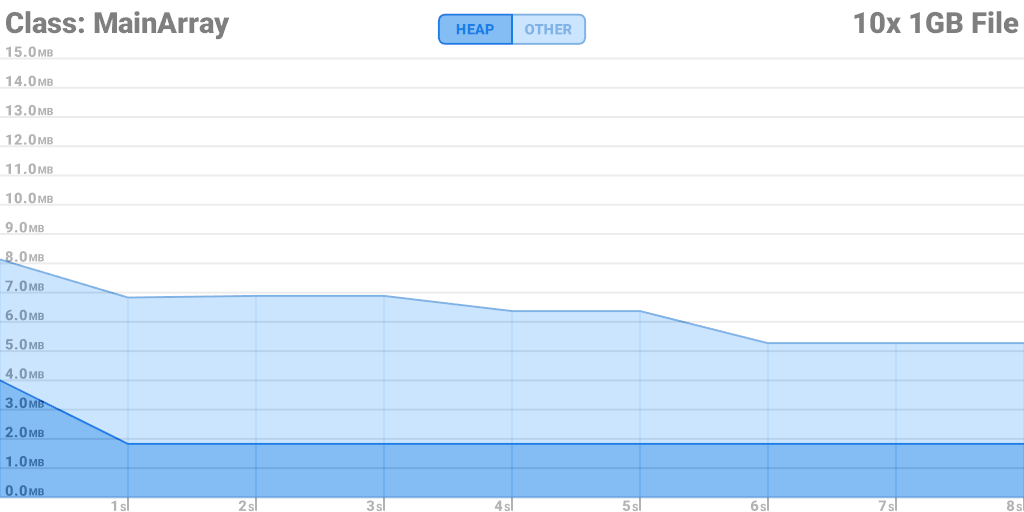 Class: MainArray
HEAP OTHER
10x 1GB File
15.0MB
14.0MB
13.0MB
12.0MB
11.0MB
10.0MB
9.0MB
8.0MB
7.0MB
6.0MB
5.0MB
4.0MB
3.0MB
2.0MB
1.0MB
0.0MB
1s 2s 3s 4s 5s 6s 7s 8s